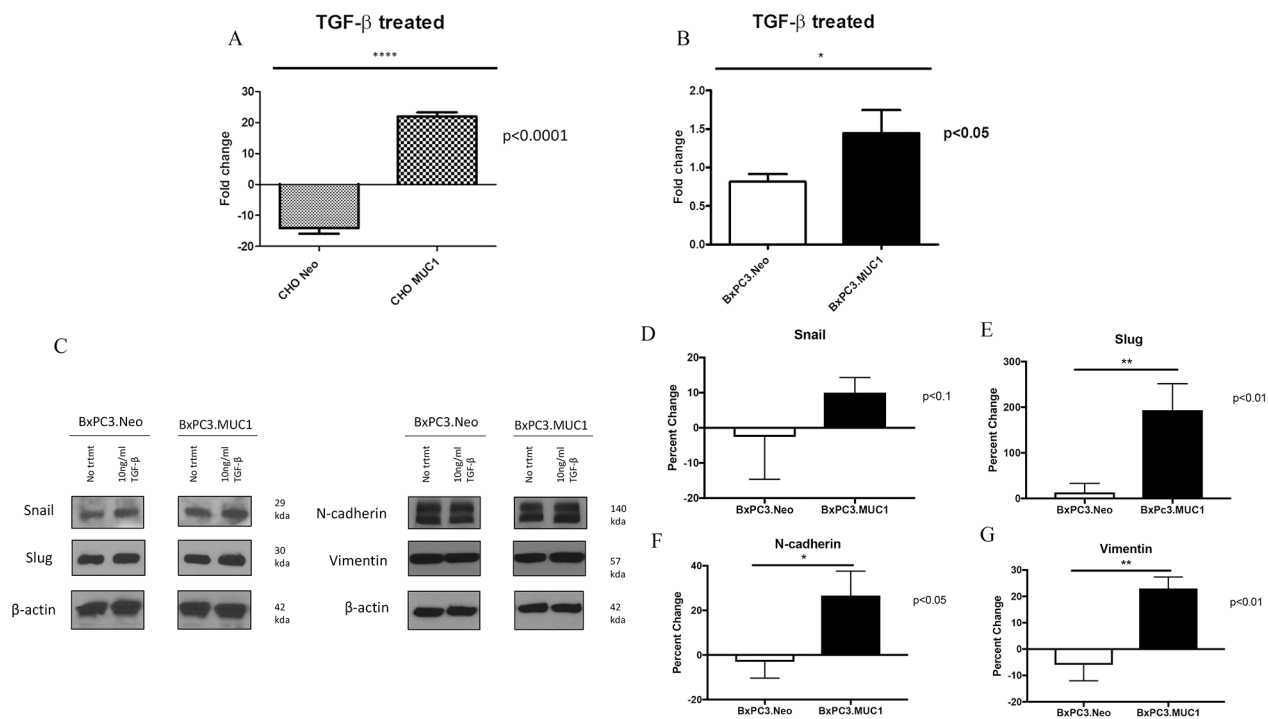 A
TGF-β treated
****
Fold change
30
20
10
0
-10
-20
CHO Neo
CHO MUC1
p<0.0001
B
TGF-β treated
*
Fold change
2.0
1.5
1.0
0.5
0.0
BxPC3.Neo
BxPC3.MUC1
p<0.05
C
BxPC3.Neo
BxPC3.MUC1
No trtmt
10ng/ml
TGF-β
No trtmt
10ng/ml
TGF-β
Snail
29
kda
Slug
30
kda
β-actin
42
kda
BxPC3.Neo
BxPC3.MUC1
No trtmt
10ng/ml
TGF-β
No trtmt
10ng/ml
TGF-β
N-cadherin
140
kda
Vimentin
57
kda
β-actin
42
kda
D
Snail
Percent Change
20
10
0
-10
-20
BxPC3.Neo
BxPC3.MUC1
p<0.1
E
Slug
**
Percent Change
300
200
100
0
BxPC3.Neo
BxPc3.MUC1
p<0.01
F
N-cadherin
*
Percent Change
40
20
0
-20
BxPC3.Neo
BxPC3.MUC1
p<0.05
G
Vimentin
**
Percent Change
30
20
10
0
-10
-20
BxPC3.Neo
BxPC3.MUC1
p<0.01